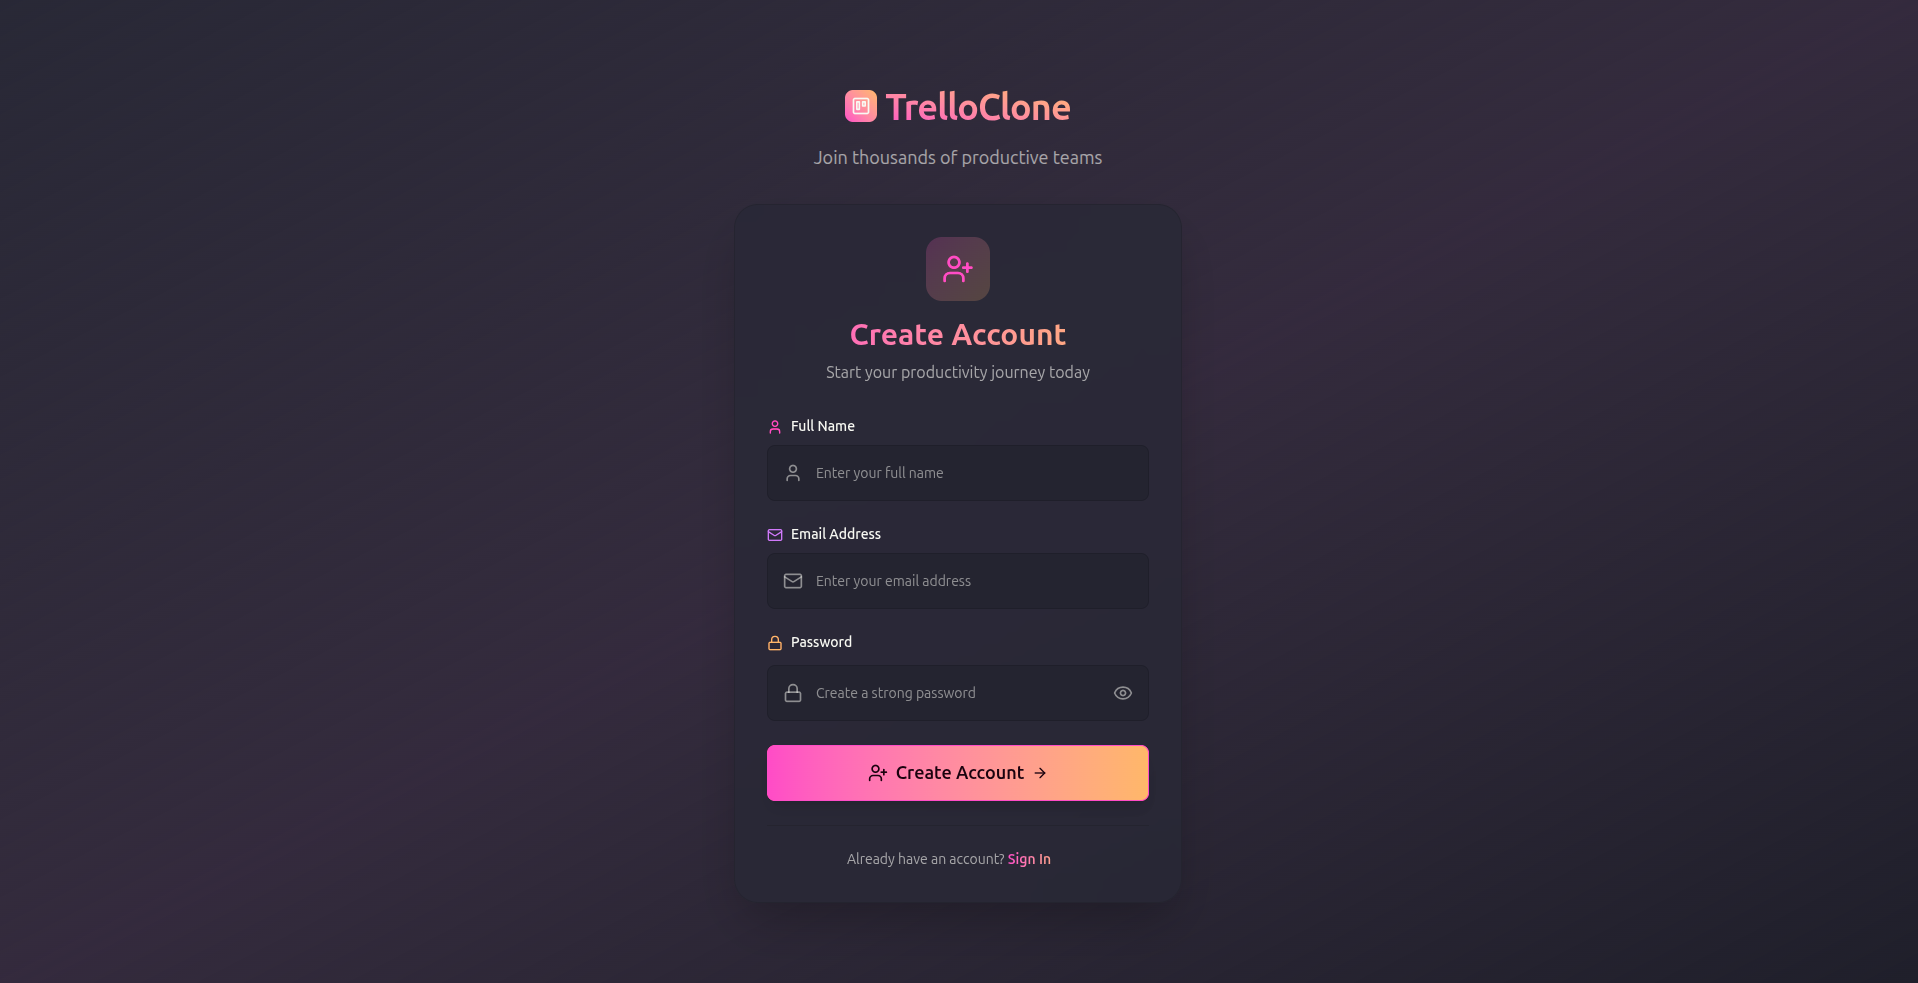 TrelloClone
Join thousands of productive teams
Create Account
Start your productivity journey today
Full Name
Enter your full name
Email Address
Enter your email address
Password
Create a strong password
Create Account
Already have an account? Sign In